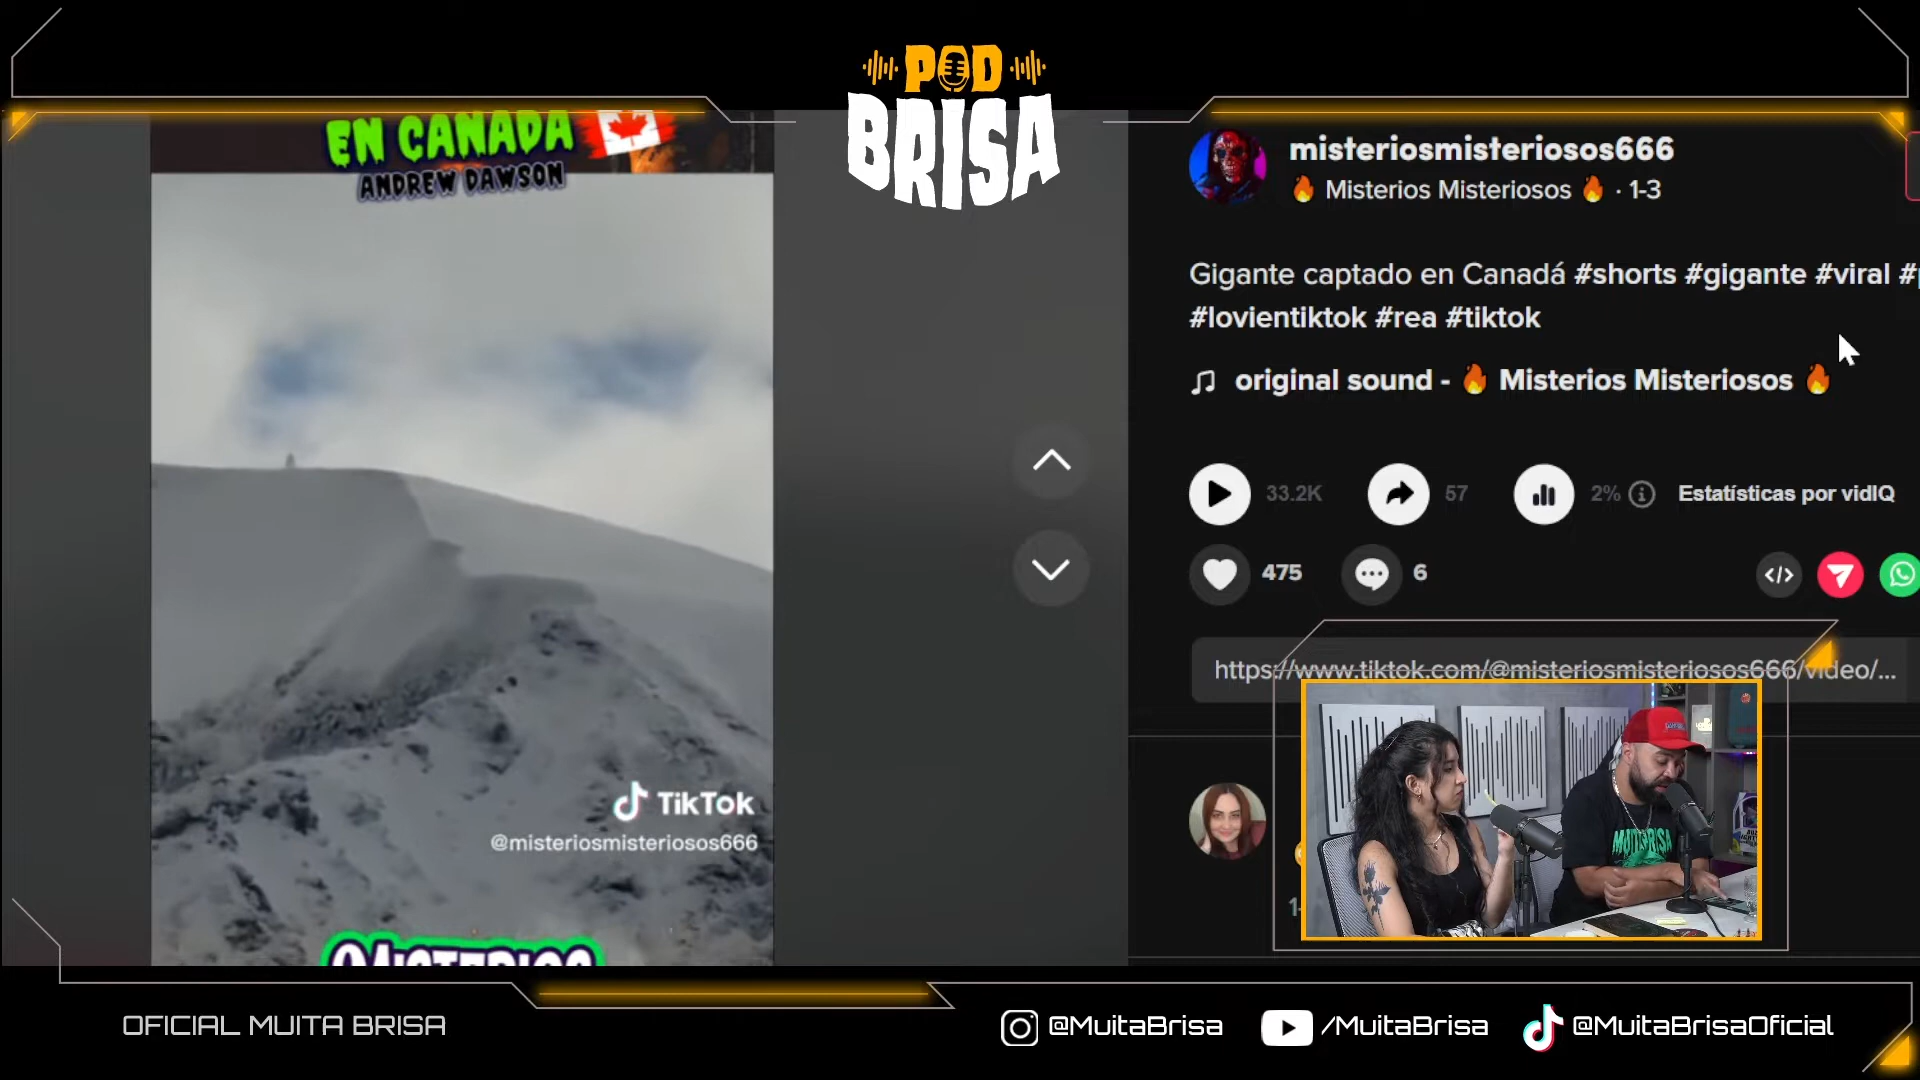 POD
BRISA
EN CANADA
ANDREW DAWSON
TikTok
@misteriosmisteriosos666
misteriosmisteriosos666
🔥 Misterios Misteriosos 🔥 · 1-3
Gigante captado en Canadá #shorts #gigante #viral
#lovientiktok #rea #tiktok
original sound - 🔥 Misterios Misteriosos 🔥
33.2K
57
2%
Estatísticas por vidIQ
475
6
https://www.tiktok.com/@misteriosmisteriosos666/video/...
MUITA BRISA
OFICIAL MUITA BRISA
@MuitaBrisa
/MuitaBrisa
@MuitaBrisaOficial